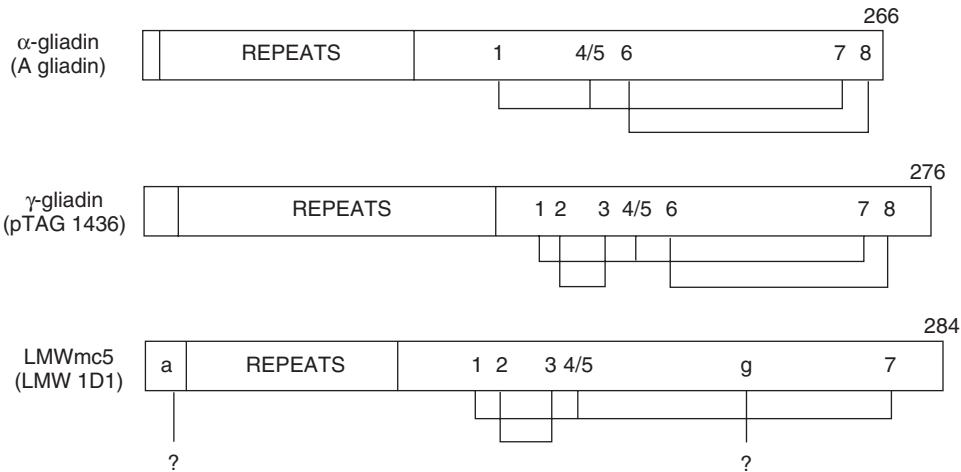 266
α-gliadin
(A gliadin)
REPEATS 1 4/5 6 7 8
276
γ-gliadin
(pTAG 1436)
REPEATS 1 2 3 4/5 6 7 8
284
LMWmc5
(LMW 1D1)
a REPEATS 1 2 3 4/5 g 7
? ?